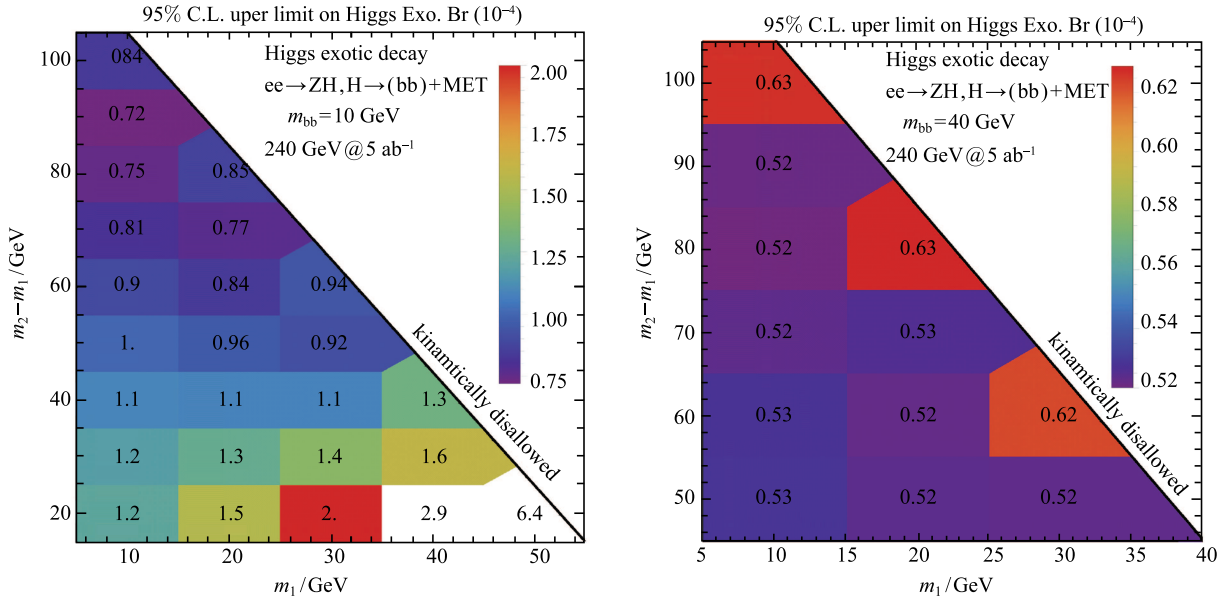 95% C.L. uper limit on Higgs Exo. Br (10⁻⁴)
Higgs exotic decay
ee→ZH,H→(bb)+MET
m_bb=10 GeV
240 GeV@5 ab⁻¹
kinamtically disallowed
100
80
60
40
20
m₂−m₁/GeV
084
0.72
0.75 0.85
0.81 0.77
0.9 0.84 0.94
1. 0.96 0.92
1.1 1.1 1.1 1.3
1.2 1.3 1.4 1.6
1.2 1.5 2. 2.9 6.4
10 20 30 40 50
m₁/GeV
2.00
1.75
1.50
1.25
1.00
0.75
95% C.L. uper limit on Higgs Exo. Br (10⁻⁴)
Higgs exotic decay
ee→ZH,H→(bb)+MET
m_bb=40 GeV
240 GeV@5 ab⁻¹
kinamtically disallowed
100
90
80
70
60
50
m₂−m₁/GeV
0.63
0.52
0.52 0.63
0.52 0.53
0.53 0.52 0.62
0.53 0.52 0.52
5 10 15 20 25 30 35 40
m₁/GeV
0.62
0.60
0.58
0.56
0.54
0.52